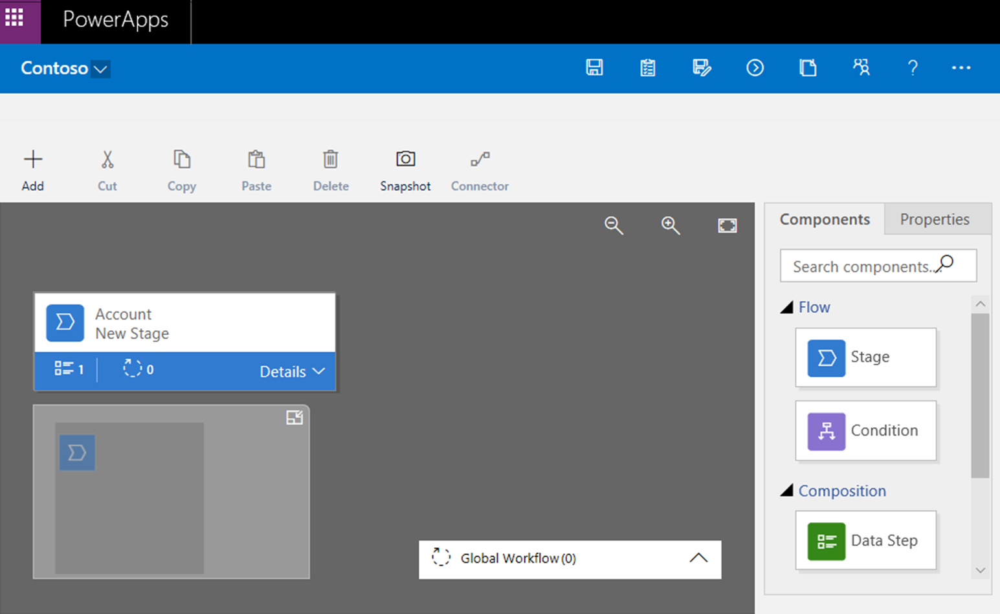 PowerApps
Contoso
?
Add
Cut
Copy
Paste
Delete
Snapshot
Connector
Components
Properties
Search components...
Account
New Stage
1
0
Details
Flow
Stage
Condition
Composition
Data Step
Global Workflow (0)